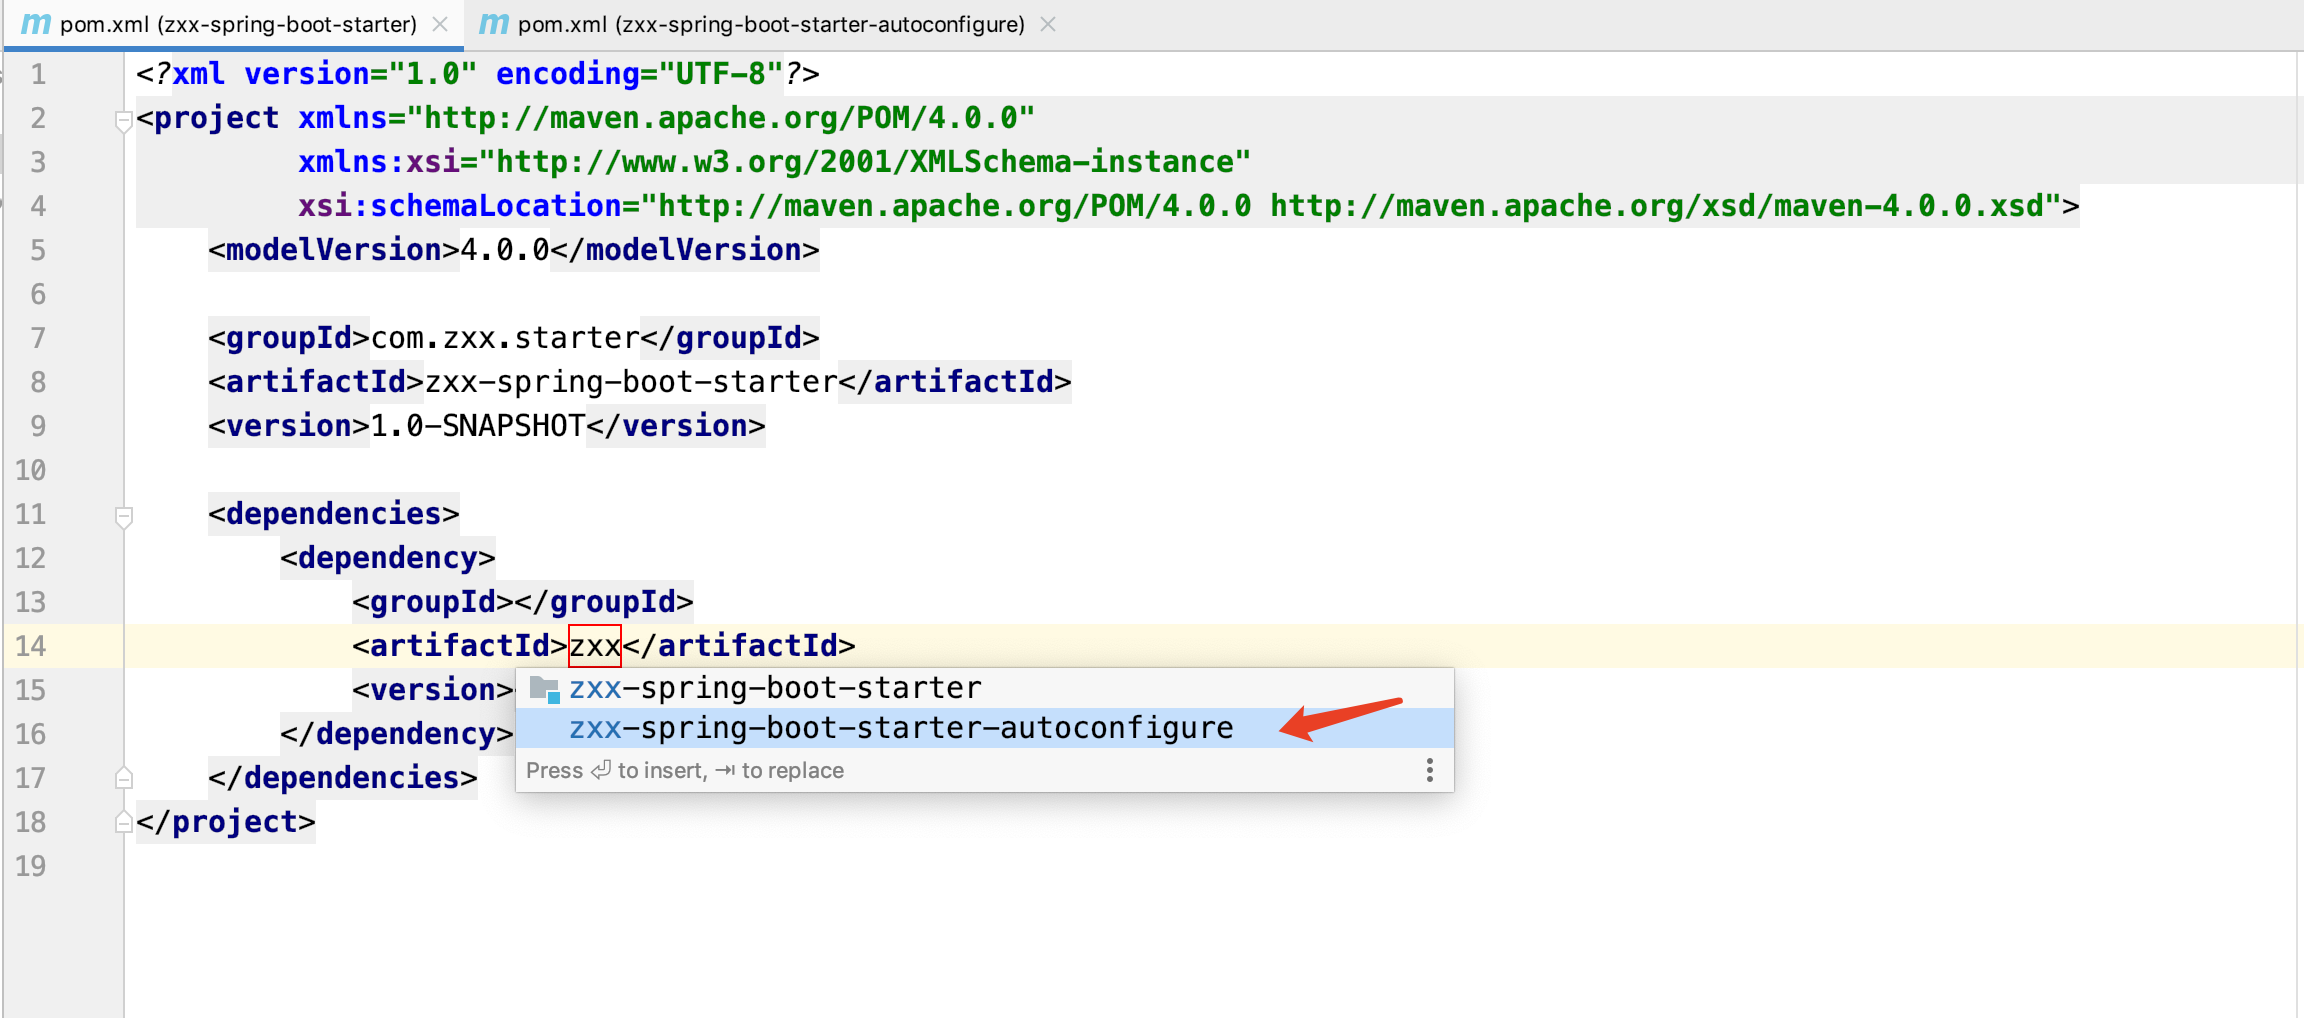 pom.xml (zxx-spring-boot-starter) pom.xml (zxx-spring-boot-starter-autoconfigure)
1 <?xml version="1.0" encoding="UTF-8"?>
2 <project xmlns="http://maven.apache.org/POM/4.0.0"
3 xmlns:xsi="http://www.w3.org/2001/XMLSchema-instance"
4 xsi:schemaLocation="http://maven.apache.org/POM/4.0.0 http://maven.apache.org/xsd/maven-4.0.0.xsd">
5 <modelVersion>4.0.0</modelVersion>
6
7 <groupId>com.zxx.starter</groupId>
8 <artifactId>zxx-spring-boot-starter</artifactId>
9 <version>1.0-SNAPSHOT</version>
10
11 <dependencies>
12 <dependency>
13 <groupId></groupId>
14 <artifactId>zxx</artifactId>
15 <version>
zxx-spring-boot-starter
16 </dependency>
zxx-spring-boot-starter-autoconfigure
Press ⏎ to insert, ⇥ to replace
17 </dependencies>
18 </project>
19